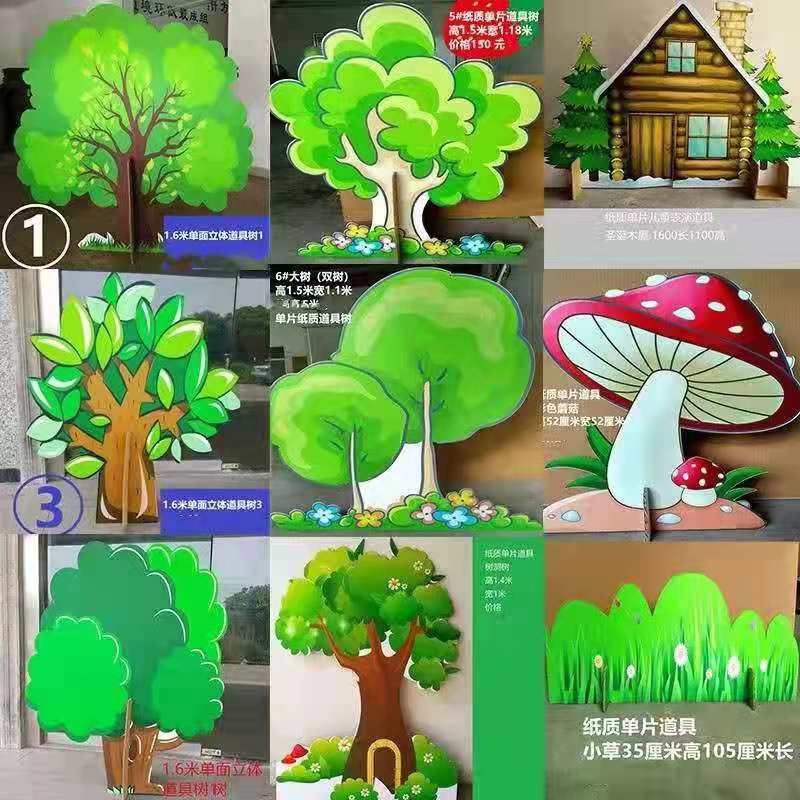 1
1.6米单面立体道具树1
5#纸质单片道具树
高1.5米宽1.18米
价格150 元
纸质单片儿童表演道具
圣诞木屋 1600长1100高
3
1.6米单面立体道具树3
6#大树（双树）
高1.5米宽1.1米
单片纸质道具树
质单片道具
色蘑菇
52厘米宽52厘米
1.6米单面立体
道具树 树
纸质单片道具
树洞树
高1.4米
宽1米
价格
纸质单片道具
小草35厘米高105厘米长